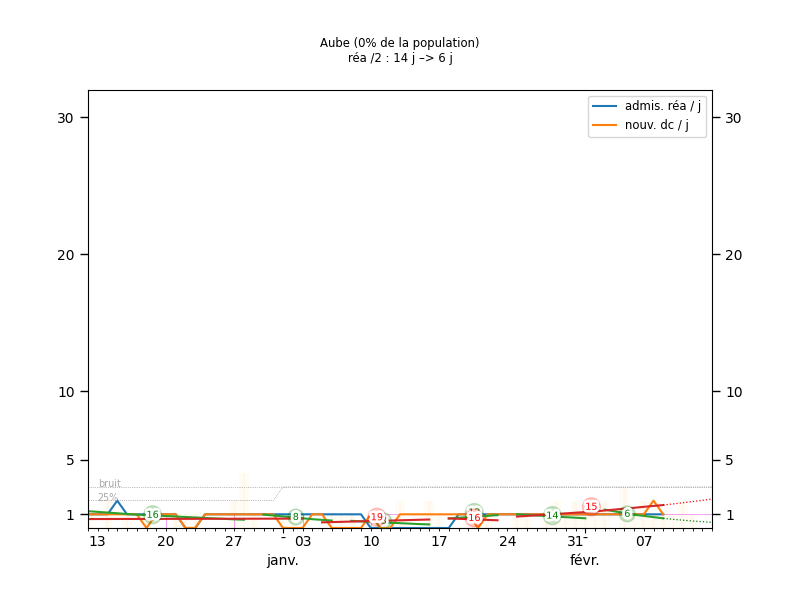 Aube (0% de la population)
réa /2 : 14 j –> 6 j
admis. réa / j
nouv. dc / j
30 30
20 20
10 10
5 5
bruit
25%
1 1
16 8 19 16 14 15 6
13 20 27 - 03 10 17 24 31- 07
janv. févr.